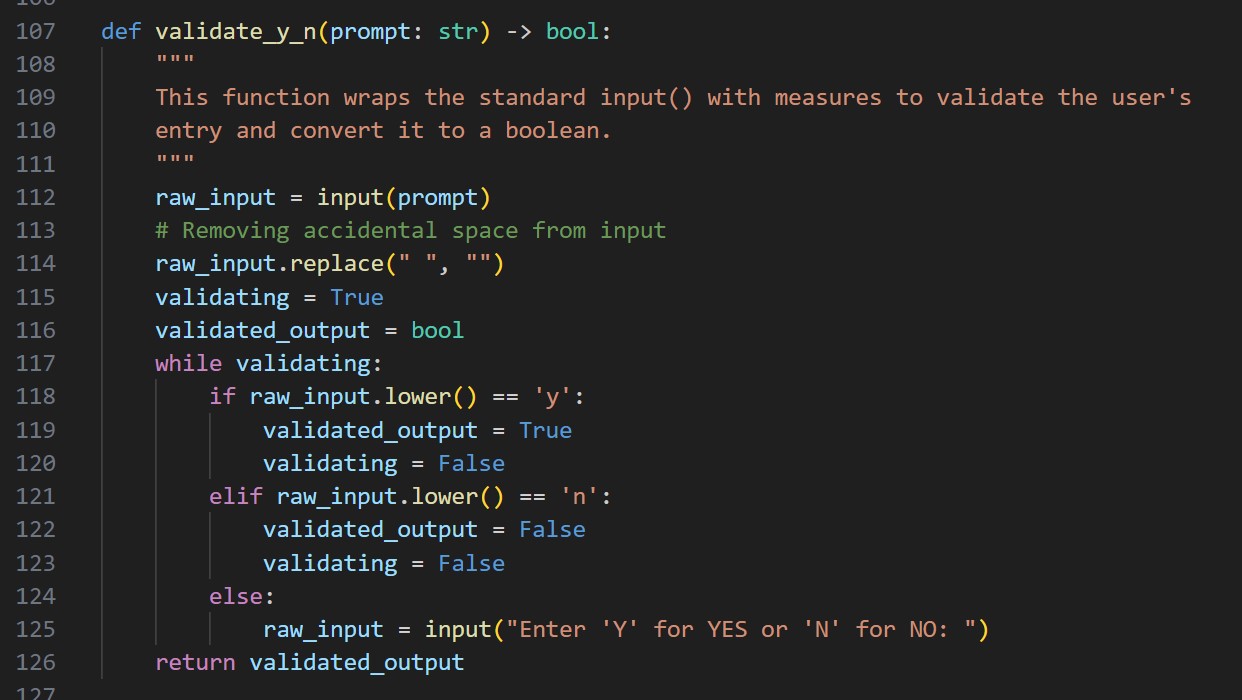 106
107 def validate_y_n(prompt: str) -> bool:
108 """
109 This function wraps the standard input() with measures to validate the user's
110 entry and convert it to a boolean.
111 """
112 raw_input = input(prompt)
113 # Removing accidental space from input
114 raw_input.replace(" ", "")
115 validating = True
116 validated_output = bool
117 while validating:
118 if raw_input.lower() == 'y':
119 validated_output = True
120 validating = False
121 elif raw_input.lower() == 'n':
122 validated_output = False
123 validating = False
124 else:
125 raw_input = input("Enter 'Y' for YES or 'N' for NO: ")
126 return validated_output
127